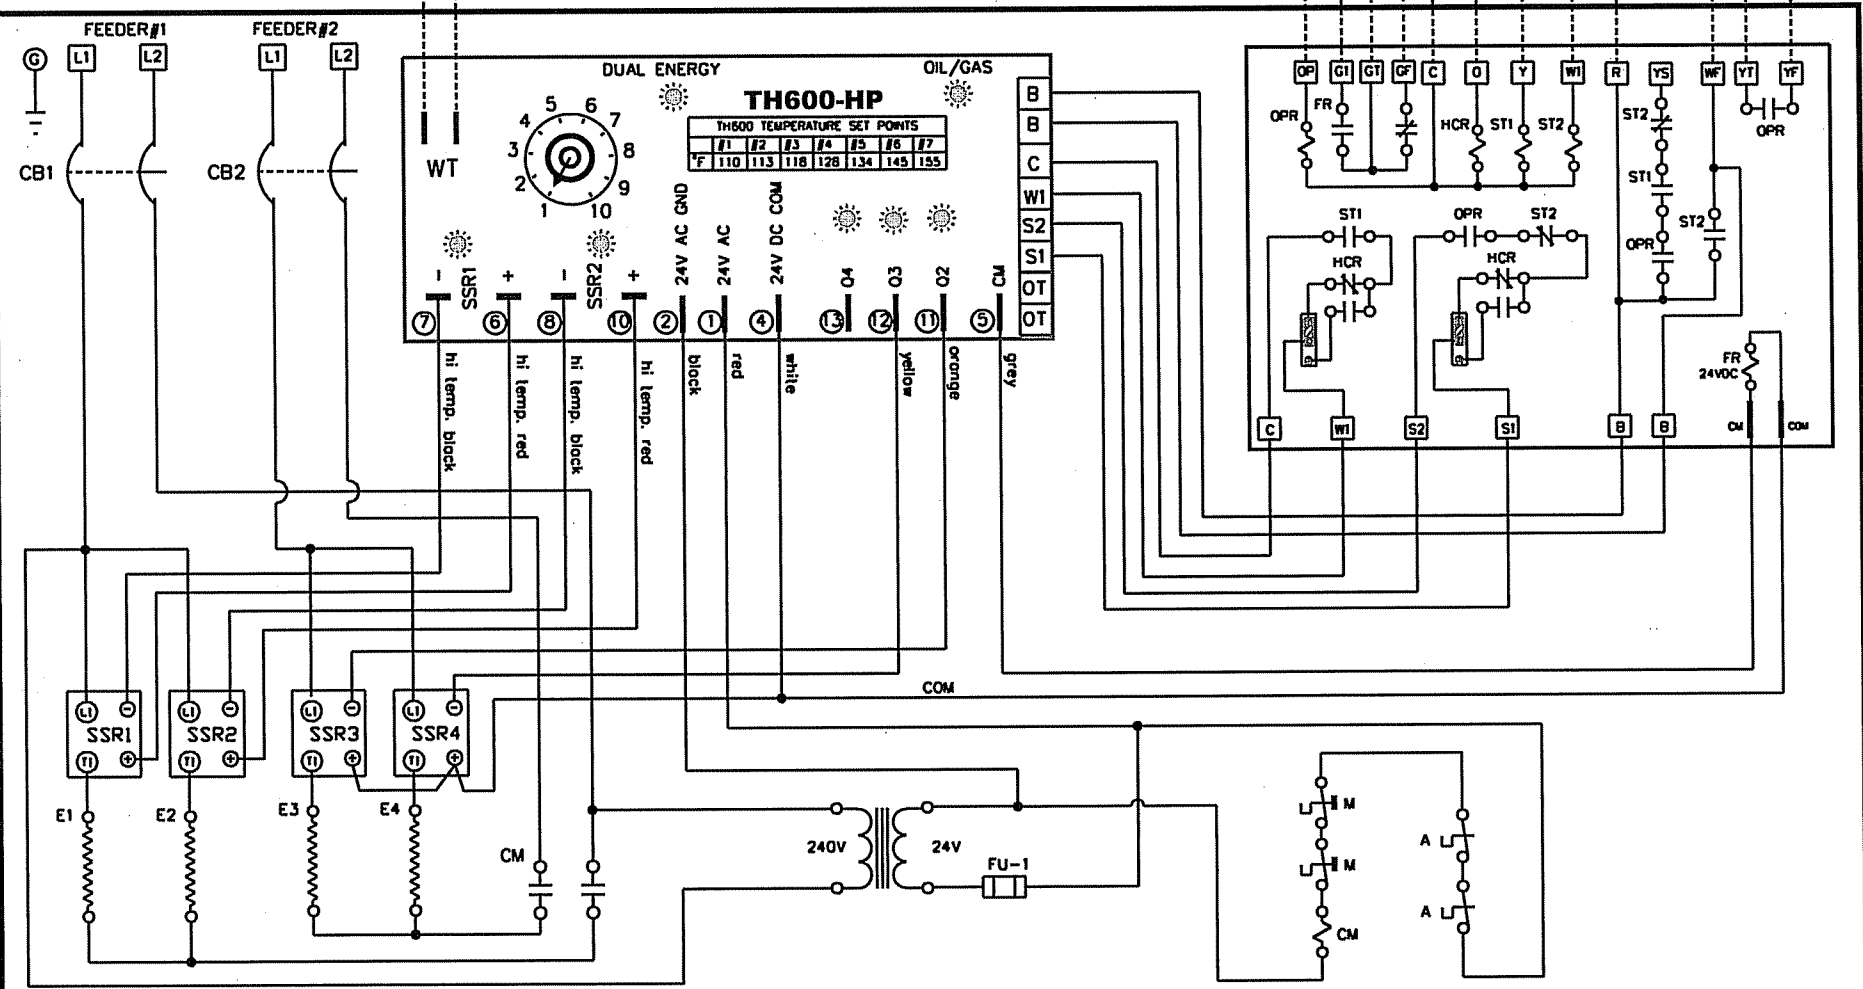 FEEDER#1
FEEDER#2
G
L1
L2
L1
L2
CB1
CB2
WT
DUAL ENERGY
OIL/GAS
TH600-HP
TH600 TEMPERATURE SET POINTS
#1 #2 #3 #4 #5 #6 #7
°F 110 113 118 128 134 145 155
1
2
3
4
5
6
7
8
9
10
- SSR1 +
- SSR2 +
24V AC GND
24V AC
24V DC COM
O4
O3
O2
CM
7
6
8
10
2
1
4
13
12
11
5
B
B
C
W1
S2
S1
OT
OT
hi temp. black
hi temp. red
hi temp. black
hi temp. red
black
red
white
yellow
orange
grey
OP
G1
GT
GF
C
O
Y
W1
R
YS
WF
YT
YF
OPR
FR
HCR
ST1
ST2
ST2
ST1
OPR
ST2
OPR
ST1
HCR
OPR
ST2
HCR
G
G
FR
24VDC
C
W1
S2
S1
B
B
CM
COM
COM
L1
-
SSR1
T1
+
L1
-
SSR2
T1
+
L1
-
SSR3
T1
+
L1
-
SSR4
T1
+
E1
E2
E3
E4
CM
240V
24V
FU-1
L
M
L
M
CM
A
L
A
L